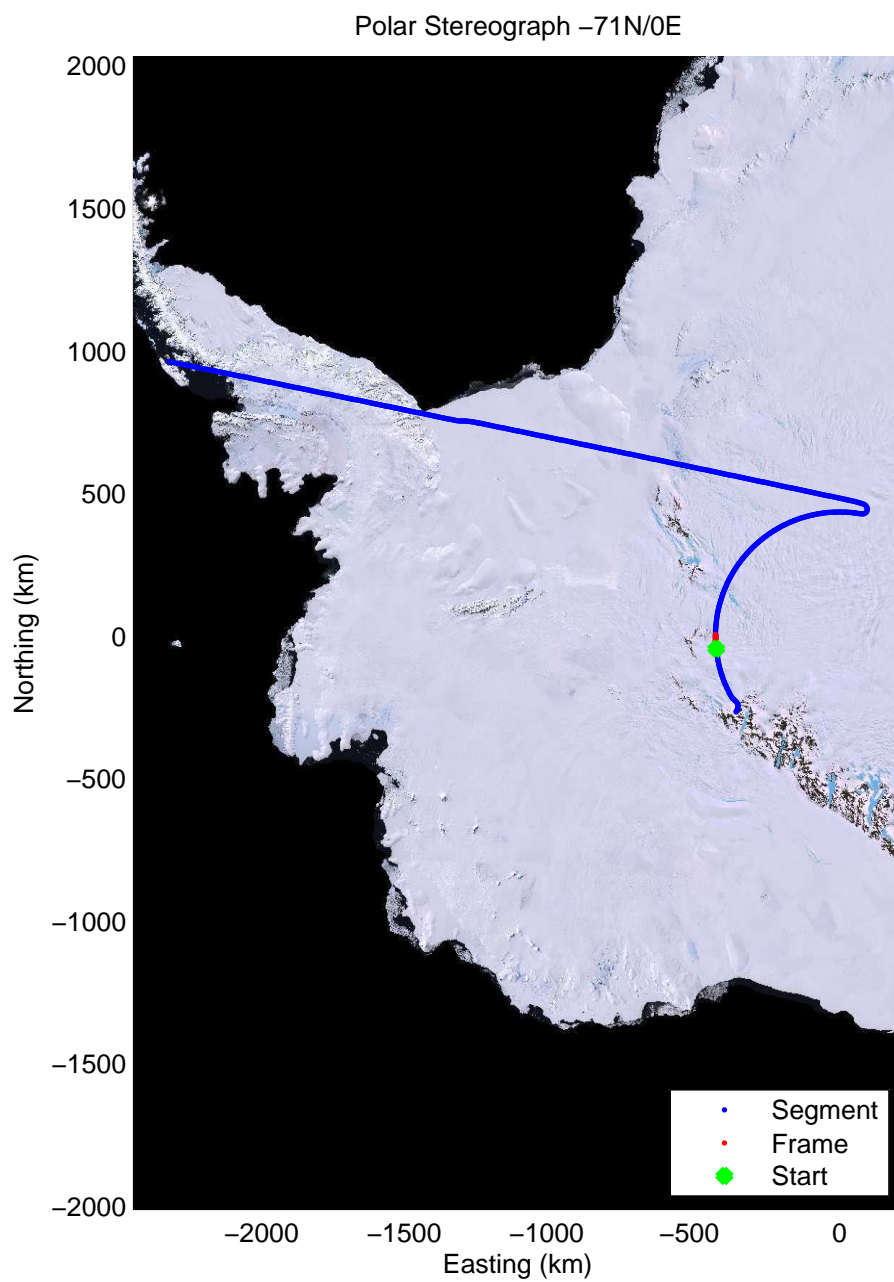 Polar Stereograph −71N/0E
2000
1500
1000
500
0
−500
−1000
−1500
−2000
Northing (km)
−2000 −1500 −1000 −500 0
Easting (km)
Segment
Frame
Start